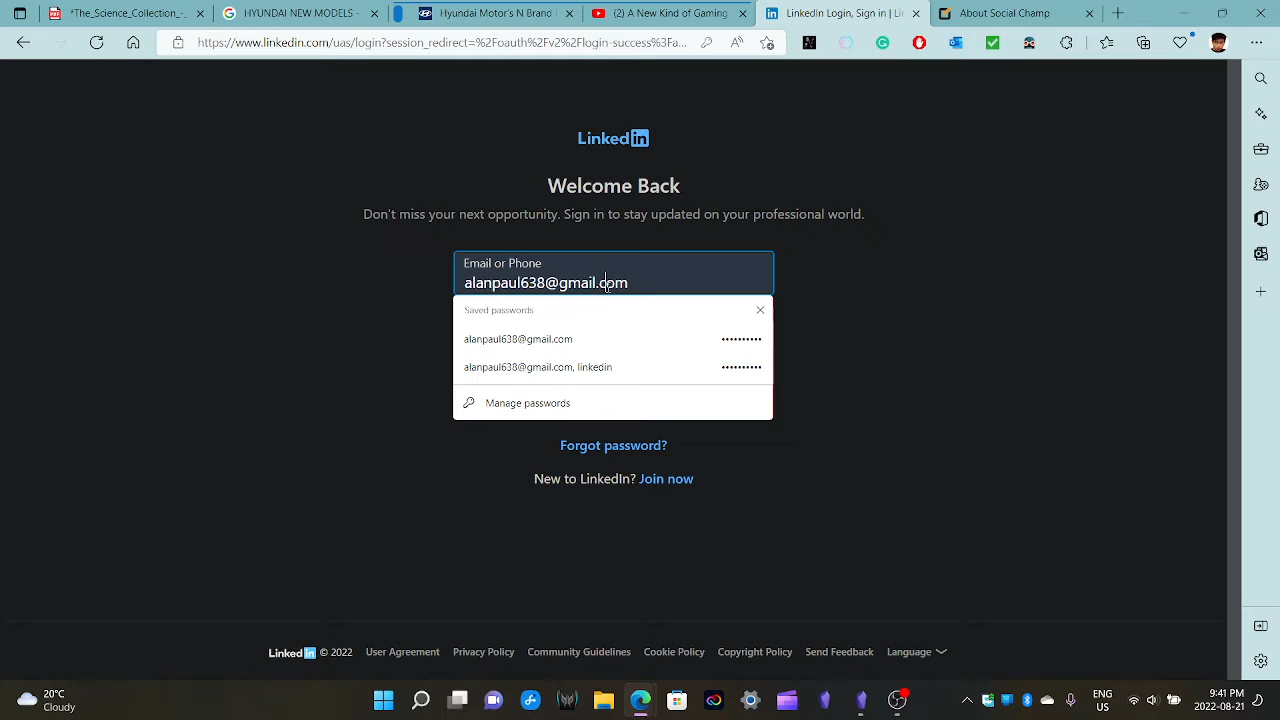 *The_Science_Collection_-_
HYUNDAI NEW MODELS -
Hyundai Motor's N Brand
(2) A New Kind of Gaming
LinkedIn Login, Sign in | Lin
About Social Champ
https://www.linkedin.com/uas/login?session_redirect=%2Foauth%2Fv2%2Flogin-success%3Fa...
LinkedIn
Welcome Back
Don't miss your next opportunity. Sign in to stay updated on your professional world.
Email or Phone
alanpaul638@gmail.com
Saved passwords
alanpaul638@gmail.com ••••••••••
alanpaul638@gmail.com, linkedin ••••••••••
Manage passwords
Forgot password?
New to LinkedIn? Join now
LinkedIn © 2022 User Agreement Privacy Policy Community Guidelines Cookie Policy Copyright Policy Send Feedback Language
20°C
Cloudy
ENG
US
9:41 PM
2022-08-21